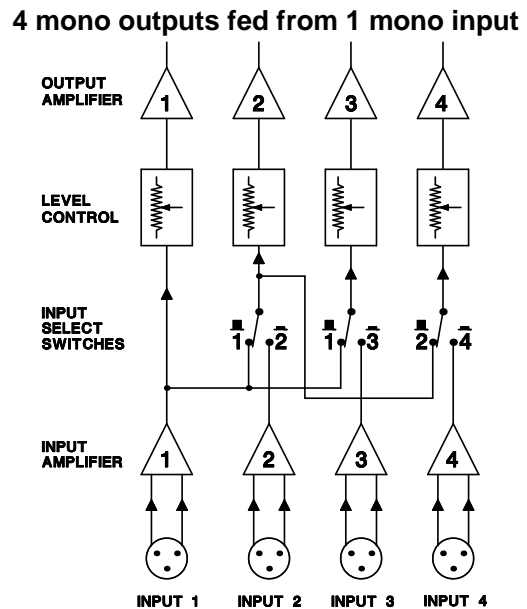 4 mono outputs fed from 1 mono input
OUTPUT
AMPLIFIER
1 2 3 4
LEVEL
CONTROL
INPUT
SELECT
SWITCHES
1 2 1 3 2 4
INPUT
AMPLIFIER
1 2 3 4
INPUT 1 INPUT 2 INPUT 3 INPUT 4